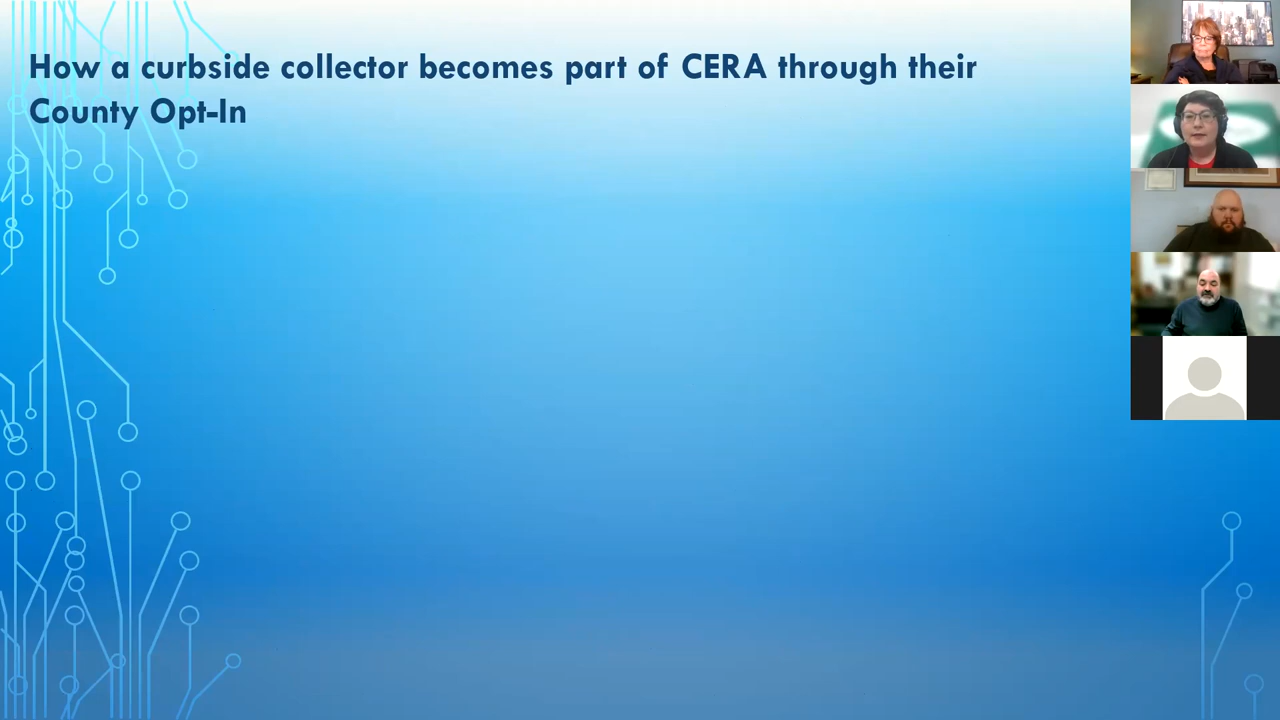 How a curbside collector becomes part of CERA through their
County Opt-In